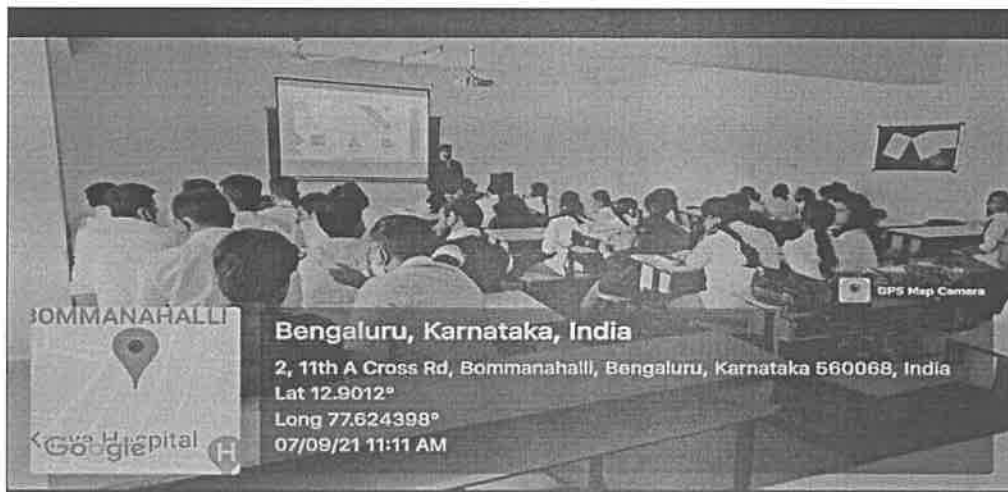 GPS Map Camera
BOMMANAHALLI
Bengaluru, Karnataka, India
2, 11th A Cross Rd, Bommanahalli, Bengaluru, Karnataka 560068, India
Lat 12.9012°
Long 77.624398°
07/09/21 11:11 AM
Google
H